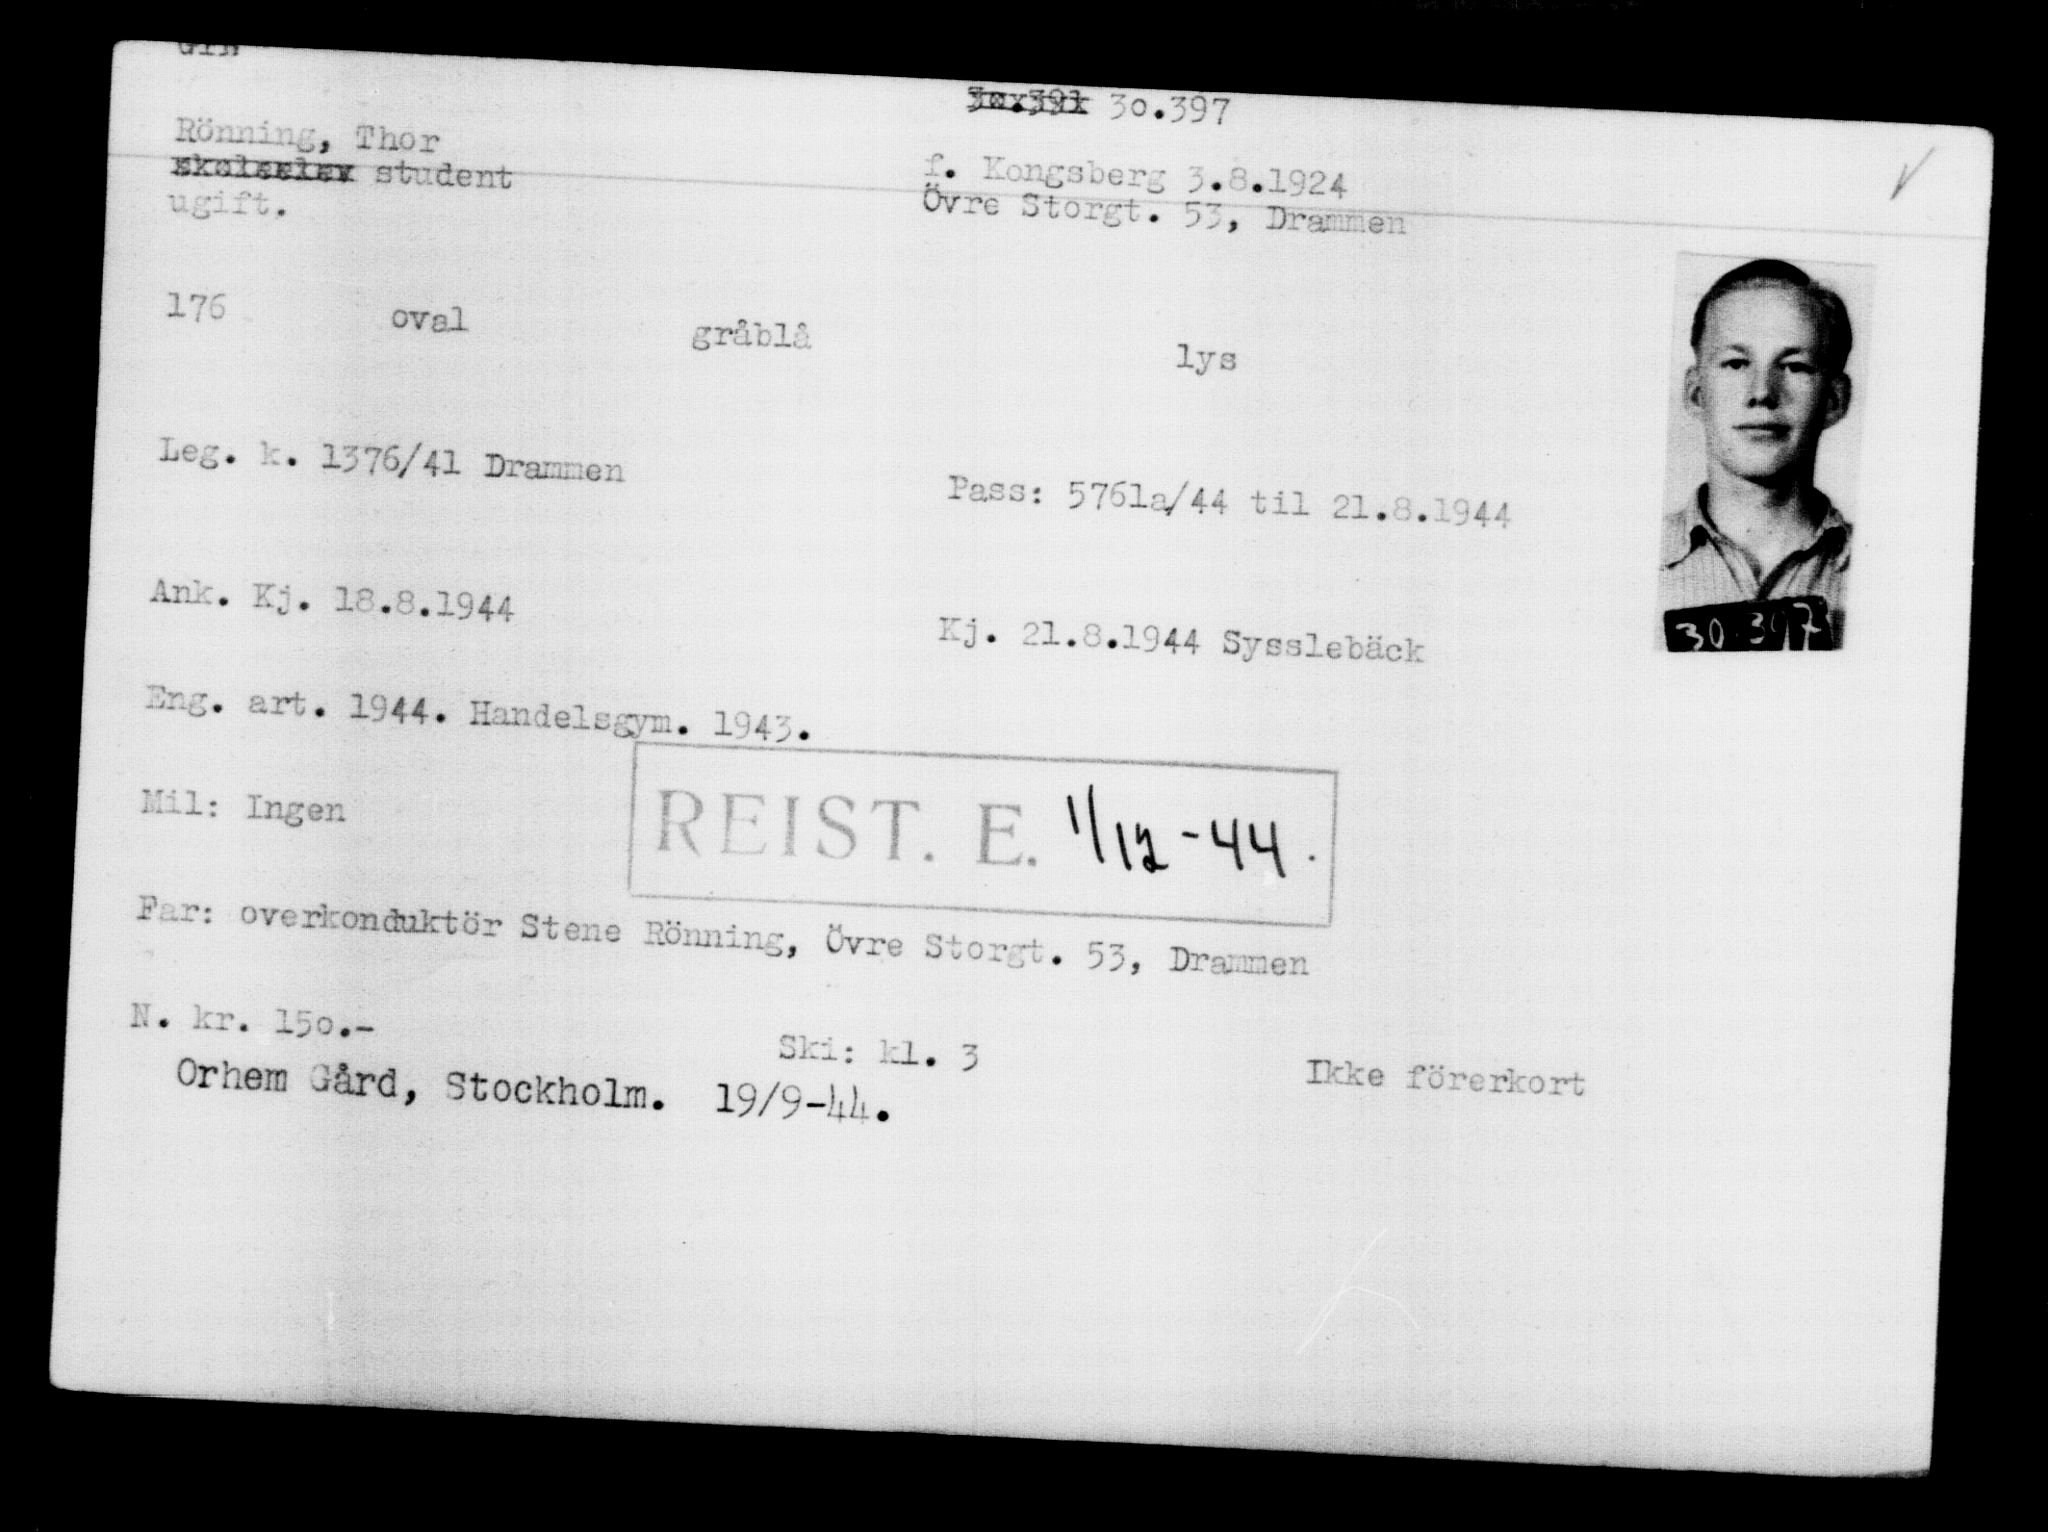 30.391 30.397
Rönning, Thor
skoleelev student
ugift.
f. Kongsberg 3.8.1924
Övre Storgt. 53, Drammen
176 oval gråblå lys
Leg. k. 1376/41 Drammen
Pass: 5761a/44 til 21.8.1944
Ank. Kj. 18.8.1944
Kj. 21.8.1944 Sysslebäck
Eng. art. 1944. Handelsgym. 1943.
Mil: Ingen
REIST. E. 1/12-44.
Far: overkonduktör Stene Rönning, Övre Storgt. 53, Drammen
N. kr. 150.-
Ski: kl. 3
Ikke förerkort
Orhem Gård, Stockholm. 19/9-44.
30.397